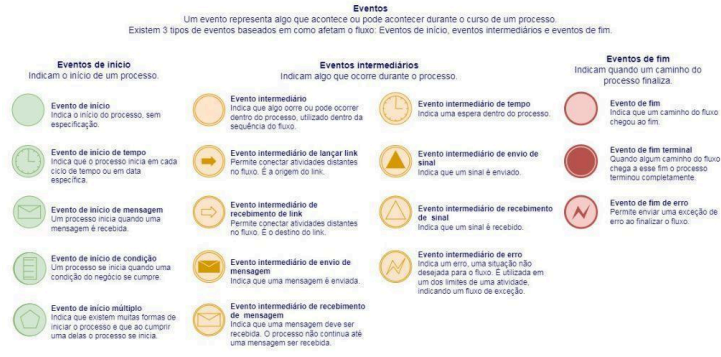 Eventos
Um evento representa algo que acontece ou pode acontecer durante o curso de um processo.
Existem 3 tipos de eventos baseados em como afetam o fluxo: Eventos de início, eventos intermediários e eventos de fim.
Eventos de início
Indicam o início de um processo.
Evento de início
Indica o início do processo, sem
especificação.
Evento de início de tempo
Indica que o processo inicia em cada
ciclo de tempo ou em data
específica.
Evento de início de mensagem
Um processo inicia quando uma
mensagem é recebida.
Evento de início de condição
Um processo se inicia quando uma
condição do negócio se cumpre.
Evento de início múltiplo
Indica que existem muitas formas de
iniciar o processo e que ao cumprir
uma delas o processo se inicia.
Eventos intermediários
Indicam algo que ocorre durante o processo.
Evento intermediário
Indica que algo oorre ou pode ocorrer
dentro do processo, utilizado dentro da
sequência do fluxo.
Evento intermediário de lançar link
Permite conectar atividades distantes
no fluxo. É a origem do link.
Evento intermediário de
recebimento de link
Permite conectar atividades distantes
no fluxo. É o destino do link.
Evento intermediário de envio de
mensagem
Indica que uma mensagem é enviada.
Evento intermediário de recebimento
de mensagem
Indica que uma mensagem deve ser
recebida. O processo não continua até
uma mensagem ser recebida.
Evento intermediário de tempo
Indica uma espera dentro do processo.
Evento intermediário de envio de
sinal
Indica que um sinal é enviado.
Evento intermediário de recebimento
de sinal
Indica que um sinal é recebido.
Evento intermediário de erro
Indica um erro, uma situação não
desejada para o fluxo. É utilizada em
um dos limites de uma atividade,
indicando um fluxo de exceção.
Eventos de fim
Indicam quando um caminho do
processo finaliza.
Evento de fim
Indica que um caminho do fluxo
chegou ao fim.
Evento de fim terminal
Quando algum caminho do fluxo
chega a esse fim o processo
terminou completamente.
Evento de fim de erro
Permite enviar uma exceção de
erro ao finalizar o fluxo.